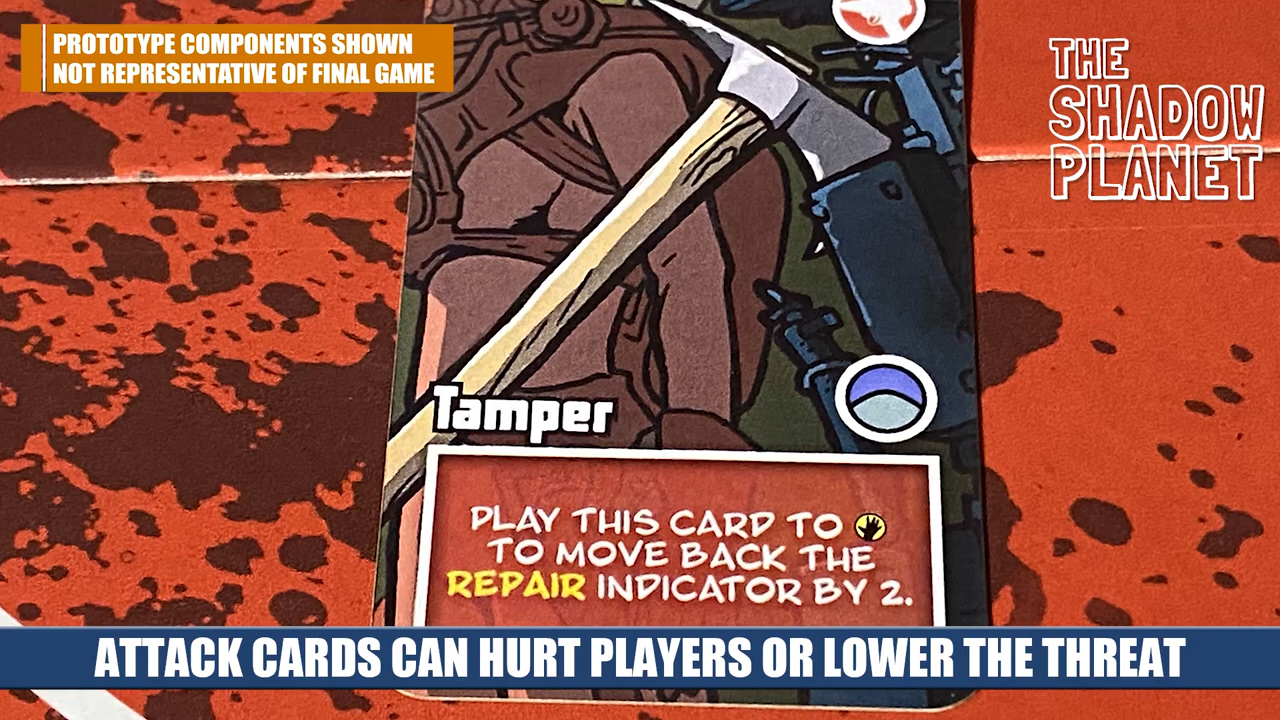 PROTOTYPE COMPONENTS SHOWN
NOT REPRESENTATIVE OF FINAL GAME
THE
SHADOW
PLANET
Tamper
PLAY THIS CARD TO
TO MOVE BACK THE
REPAIR INDICATOR BY 2.
ATTACK CARDS CAN HURT PLAYERS OR LOWER THE THREAT